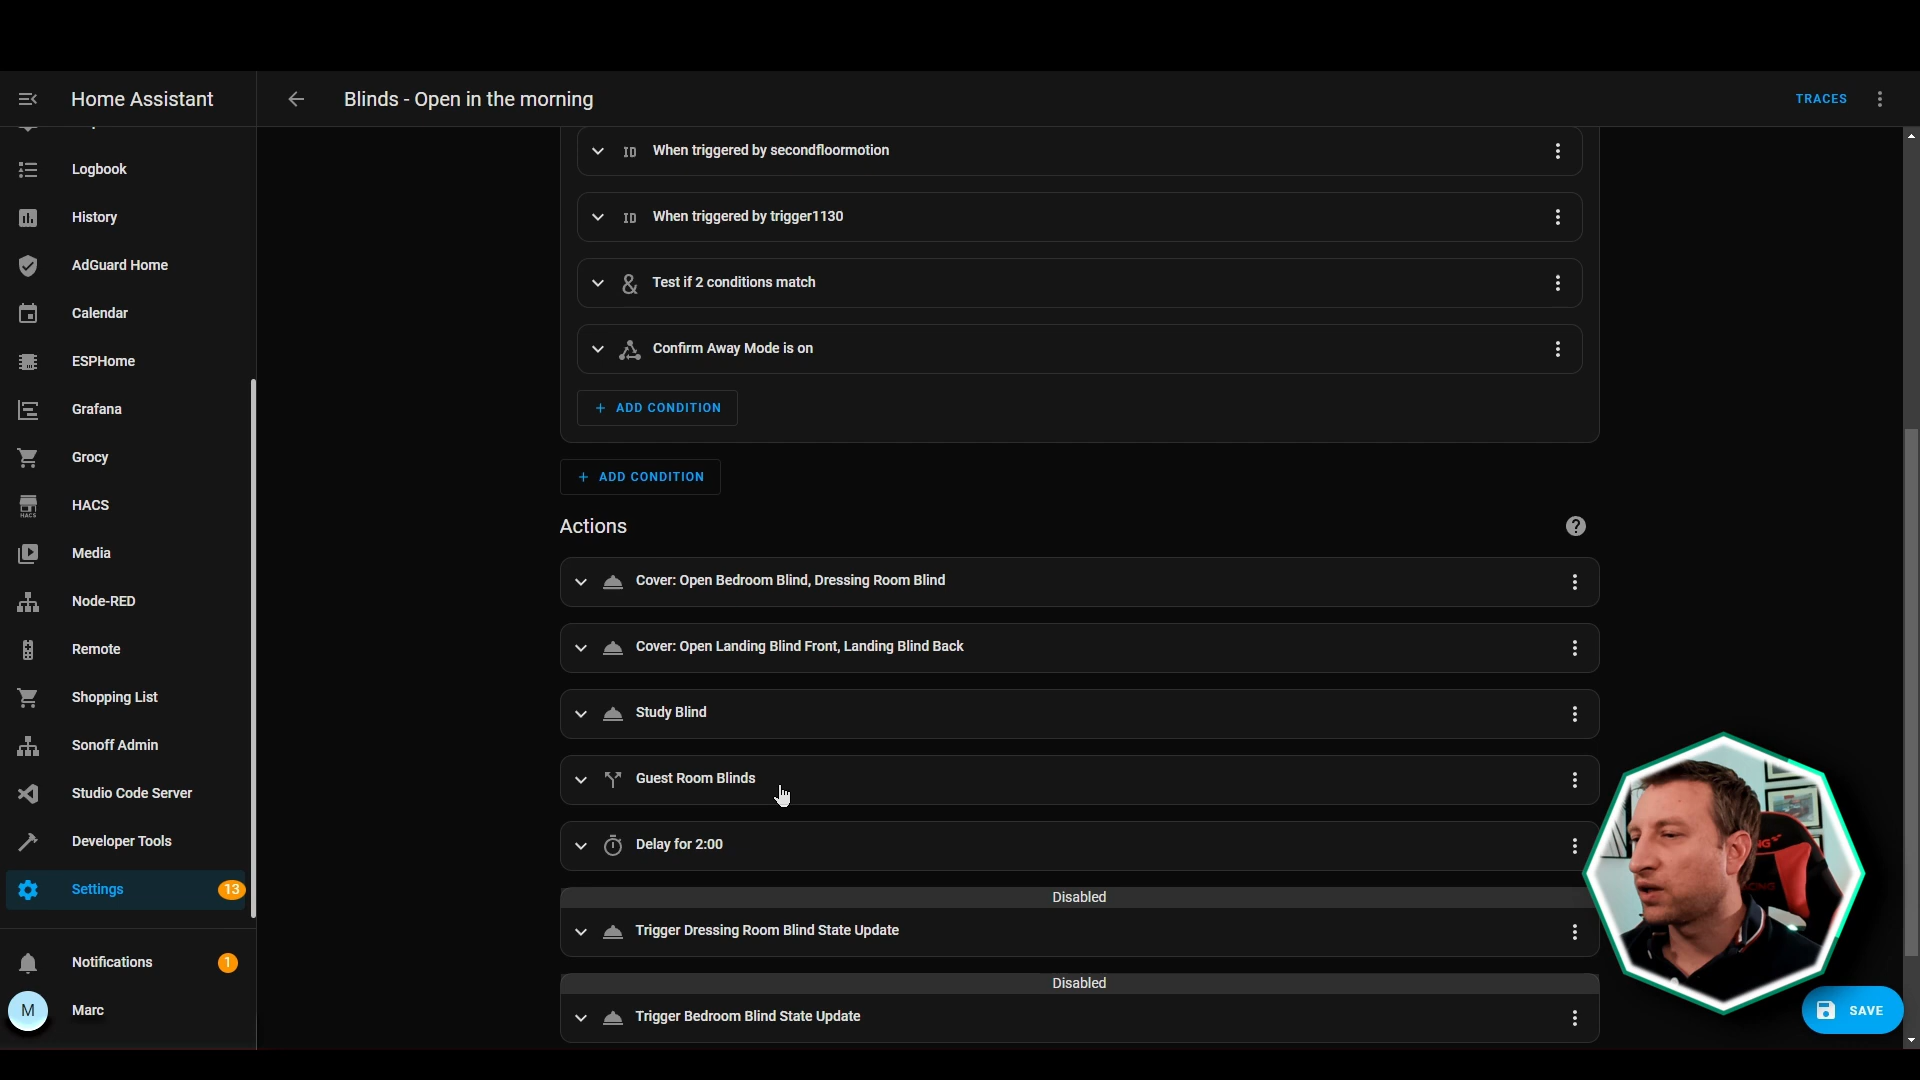 Home Assistant
Blinds - Open in the morning
TRACES
Logbook
History
AdGuard Home
Calendar
ESPHome
Grafana
Grocy
HACS
HACS
Media
Node-RED
Remote
Shopping List
Sonoff Admin
Studio Code Server
Developer Tools
Settings
13
Notifications
1
M
Marc
ID
When triggered by secondfloormotion
ID
When triggered by trigger1130
&
Test if 2 conditions match
Confirm Away Mode is on
+ ADD CONDITION
+ ADD CONDITION
Actions
?
Cover: Open Bedroom Blind, Dressing Room Blind
Cover: Open Landing Blind Front, Landing Blind Back
Study Blind
Guest Room Blinds
Delay for 2:00
Disabled
Trigger Dressing Room Blind State Update
Disabled
Trigger Bedroom Blind State Update
SAVE